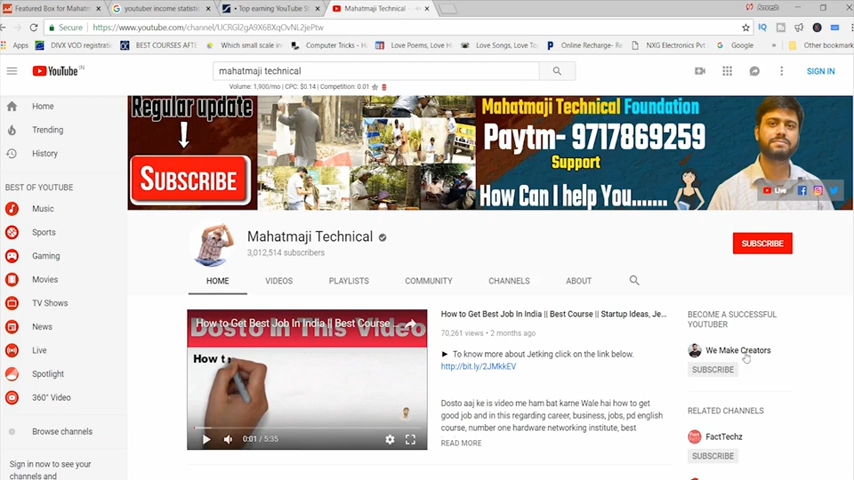 Featured Box for Mahatm
youtuber income statistic
Top earning YouTube St
Mahatmaji Technical
Secure
https://www.youtube.com/channel/UCRGl2gA9X68XqOvNL2jePtw
Apps
DIVX VOD registrat
BEST COURSES AFTE
Which small scale in
Computer Tricks - H
Love Poems, Love H
Love Songs, Love To
Online Recharge - Re
NXG Electronics Pvt
Google
Other bookmark
YouTube IN
mahatmaji technical
SIGN IN
Volume: 1,900/mo | CPC: $0.14 | Competition: 0.01
Home
Trending
History
BEST OF YOUTUBE
Music
Sports
Gaming
Movies
TV Shows
News
Live
Spotlight
360° Video
Browse channels
Sign in now to see your
channels and
Regular update
SUBSCRIBE
Mahatmaji Technical Foundation
Paytm- 9717869259
Support
How Can I help You.......
Live
Mahatmaji Technical
3,012,514 subscribers
SUBSCRIBE
HOME
VIDEOS
PLAYLISTS
COMMUNITY
CHANNELS
ABOUT
Dosto In This Video
How to Get Best Job In India || Best Course
How t
0:01 / 5:35
How to Get Best Job In India || Best Course || Startup Ideas, Je...
70,261 views • 2 months ago
► To know more about Jetking click on the link below.
http://bit.ly/2JMkkEV
Dosto aaj ke is video me ham bat kame Wale hai how to get
good job and in this regarding career, business, jobs, pd english
course, number one hardware networking institute, best
READ MORE
BECOME A SUCCESSFUL
YOUTUBER
We Make Creators
SUBSCRIBE
RELATED CHANNELS
FactTechz
SUBSCRIBE